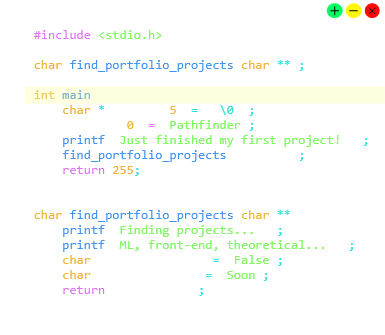 #include <stdio.h>
char find_portfolio_projects char ** ;
int main
char * 5 = \0 ;
0 = Pathfinder ;
printf Just finished my first project! ;
find_portfolio_projects ;
return 255;
char find_portfolio_projects char **
printf Finding projects... ;
printf ML, front-end, theoretical... ;
char = False ;
char = Soon ;
return ;